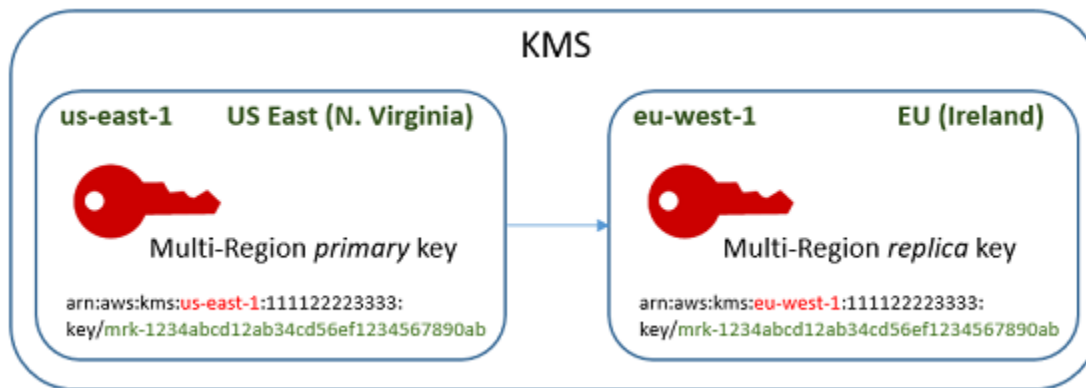 KMS
us-east-1 US East (N. Virginia)
Multi-Region primary key
arn:aws:kms:us-east-1:111122223333:
key/mrk-1234abcd12ab34cd56ef1234567890ab
eu-west-1 EU (Ireland)
Multi-Region replica key
arn:aws:kms:eu-west-1:111122223333:
key/mrk-1234abcd12ab34cd56ef1234567890ab